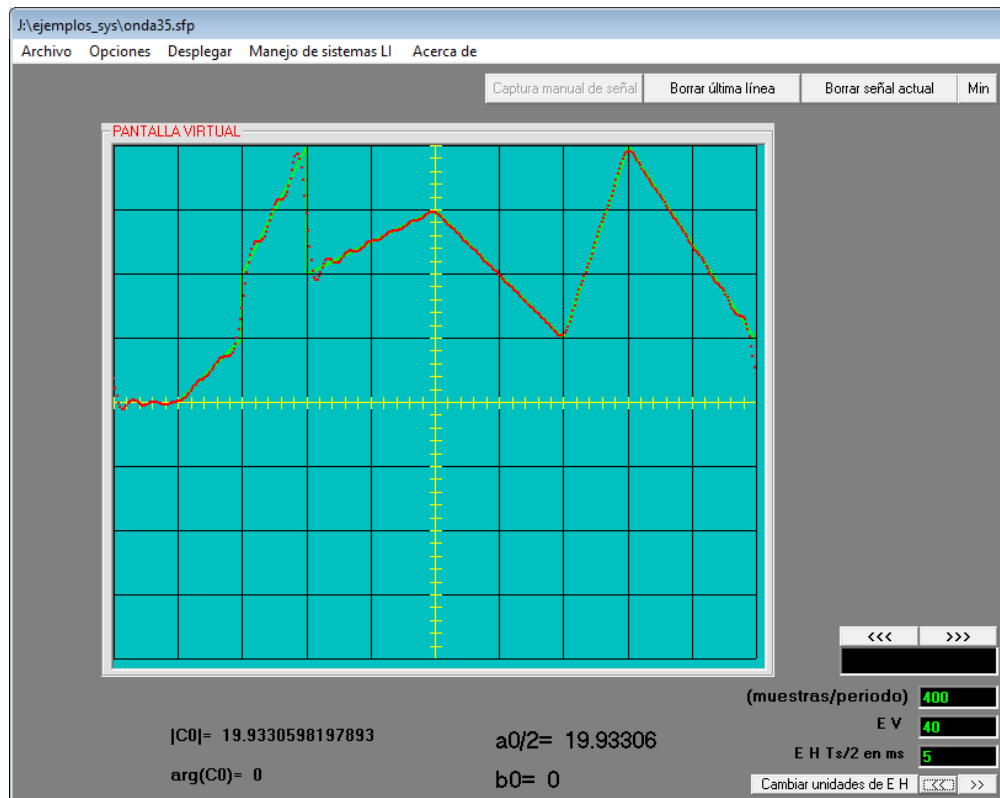 J:\ejemplos_sys\onda35.sfp
Archivo Opciones Desplegar Manejo de sistemas LI Acerca de
Captura manual de señal Borrar última línea Borrar señal actual Min
PANTALLA VIRTUAL
<<< >>>
(muestras/periodo) 400
E V 40
E H Ts/2 en ms 5
Cambiar unidades de E H << >>
|C0|= 19.9330598197893
a0/2= 19.93306
arg(C0)= 0
b0= 0